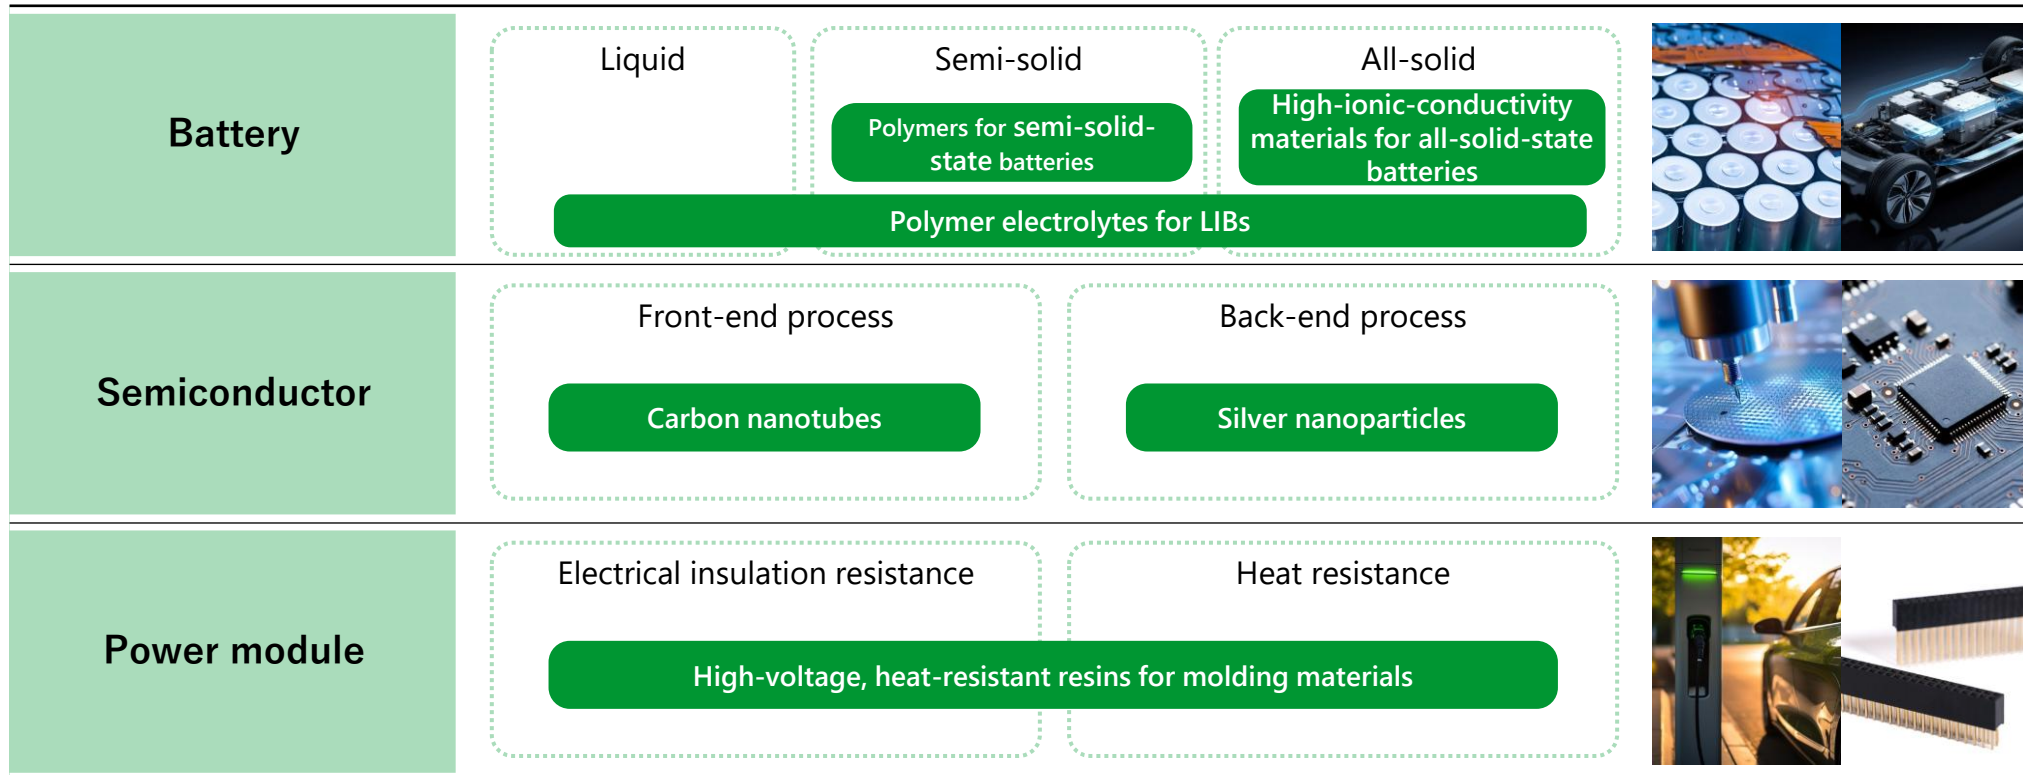 Battery
Liquid
Semi-solid
All-solid
Polymers for semi-solid-
state batteries
High-ionic-conductivity
materials for all-solid-state
batteries
Polymer electrolytes for LIBs
Semiconductor
Front-end process
Back-end process
Carbon nanotubes
Silver nanoparticles
Power module
Electrical insulation resistance
Heat resistance
High-voltage, heat-resistant resins for molding materials